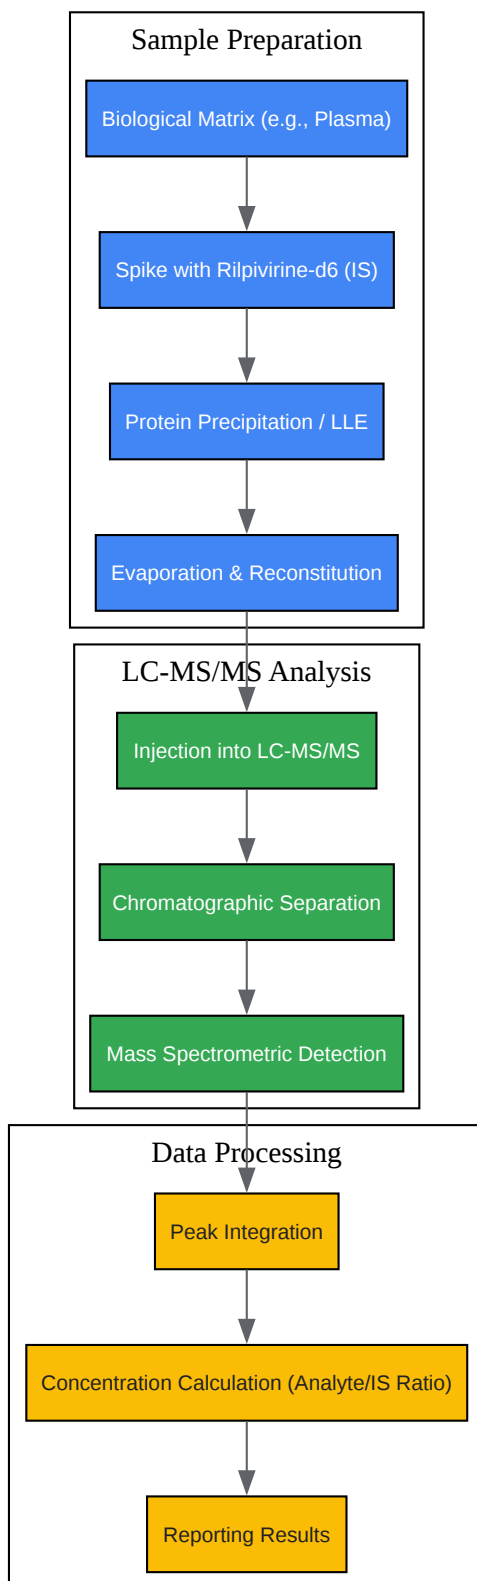 Sample Preparation
Biological Matrix (e.g., Plasma)
Spike with Rilpivirine-d6 (IS)
Protein Precipitation / LLE
Evaporation & Reconstitution
LC-MS/MS Analysis
Injection into LC-MS/MS
Chromatographic Separation
Mass Spectrometric Detection
Data Processing
Peak Integration
Concentration Calculation (Analyte/IS Ratio)
Reporting Results